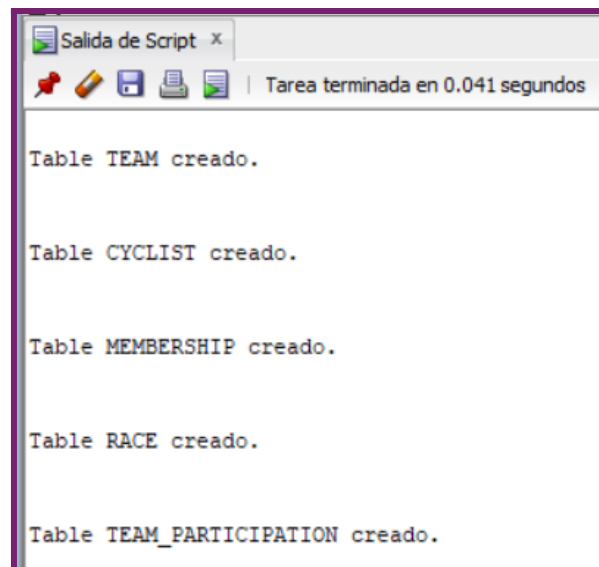 Salida de Script x
Tarea terminada en 0.041 segundos
Table TEAM creado.
Table CYCLIST creado.
Table MEMBERSHIP creado.
Table RACE creado.
Table TEAM_PARTICIPATION creado.